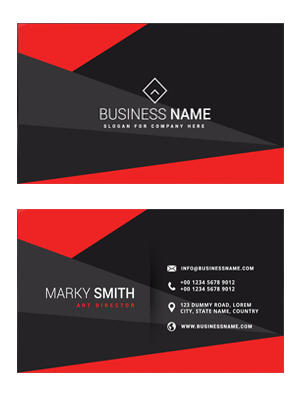 BUSINESS NAME
SLOGAN FOR COMPANY HERE
INFO@BUSINESSNAME.COM
+00 1234 5678 9012
+00 1234 5678 9012
MARKY SMITH
ART DIRECTOR
123 DUMMY ROAD, LOREM
CITY, STATE NAME, COUNTRY
WWW.BUSINESSNAME.COM